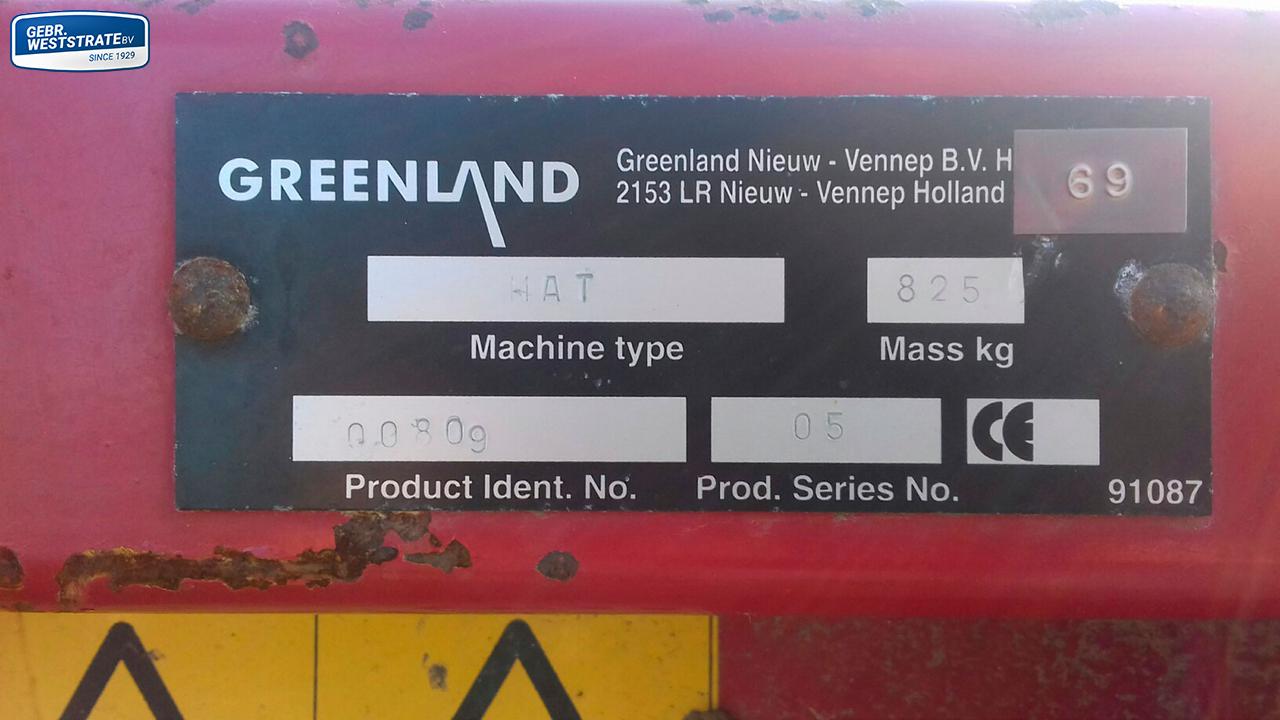 GEBR.
WESTSTRATE BV
SINCE 1929
GREENLAND
Greenland Nieuw - Vennep B.V. H
2153 LR Nieuw - Vennep Holland
69
HAT
825
Machine type
Mass kg
00809
05
CE
Product Ident. No.
Prod. Series No.
91087